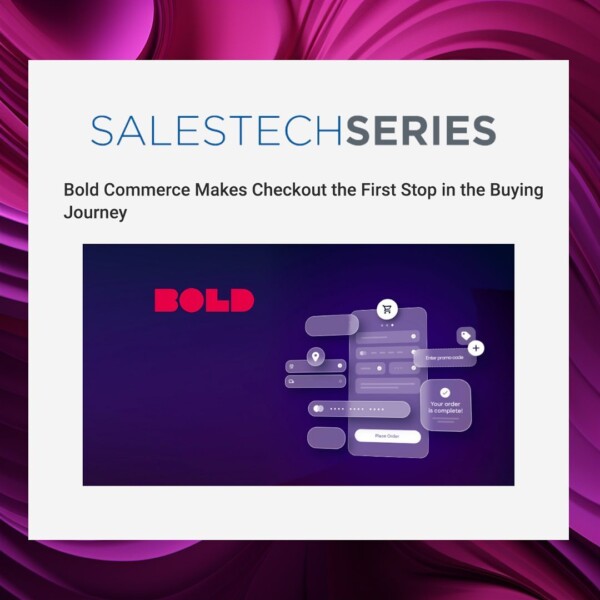 SALESTECHSERIES
Bold Commerce Makes Checkout the First Stop in the Buying
Journey
BOLD
Enter promo code
Your order
is complete!
Place Order